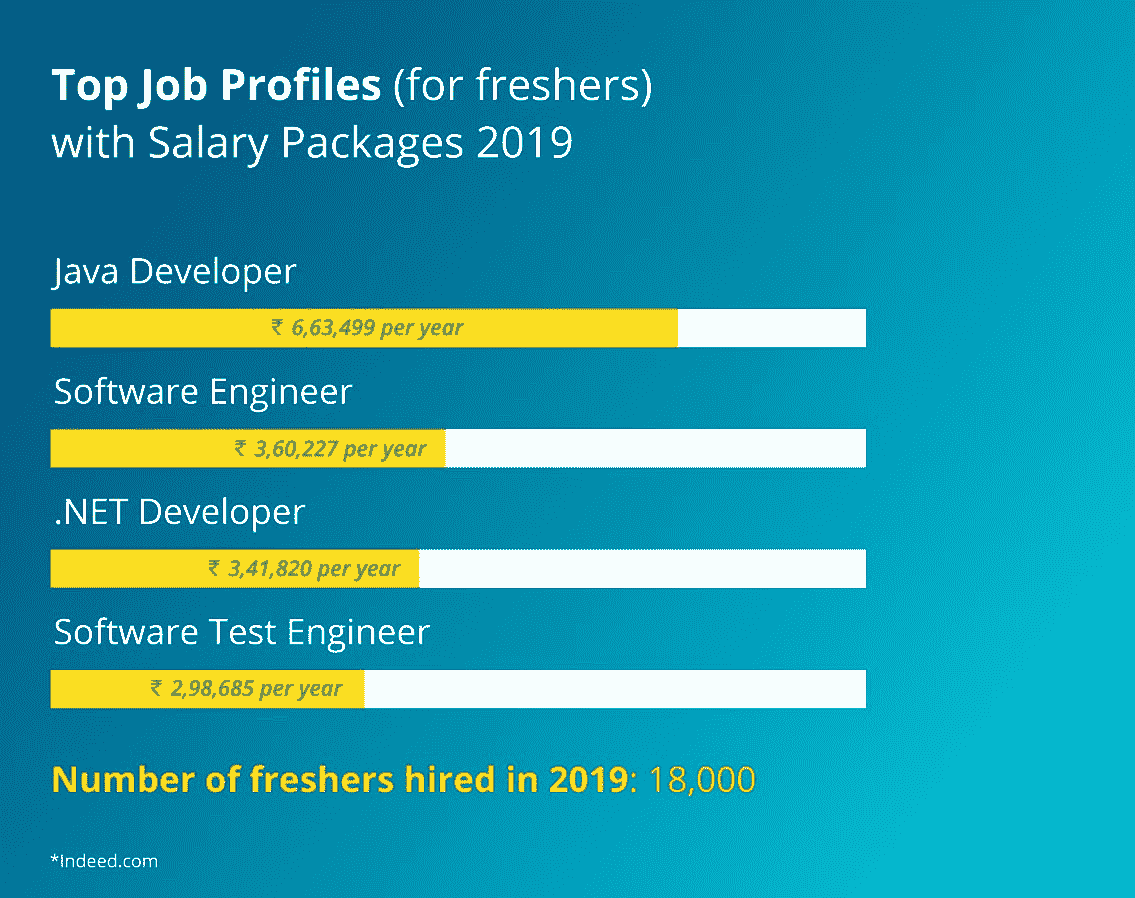 Top Job Profiles (for freshers)
with Salary Packages 2019
Java Developer
₹ 6,63,499 per year
Software Engineer
₹ 3,60,227 per year
.NET Developer
₹ 3,41,820 per year
Software Test Engineer
₹ 2,98,685 per year
Number of freshers hired in 2019: 18,000
*Indeed.com